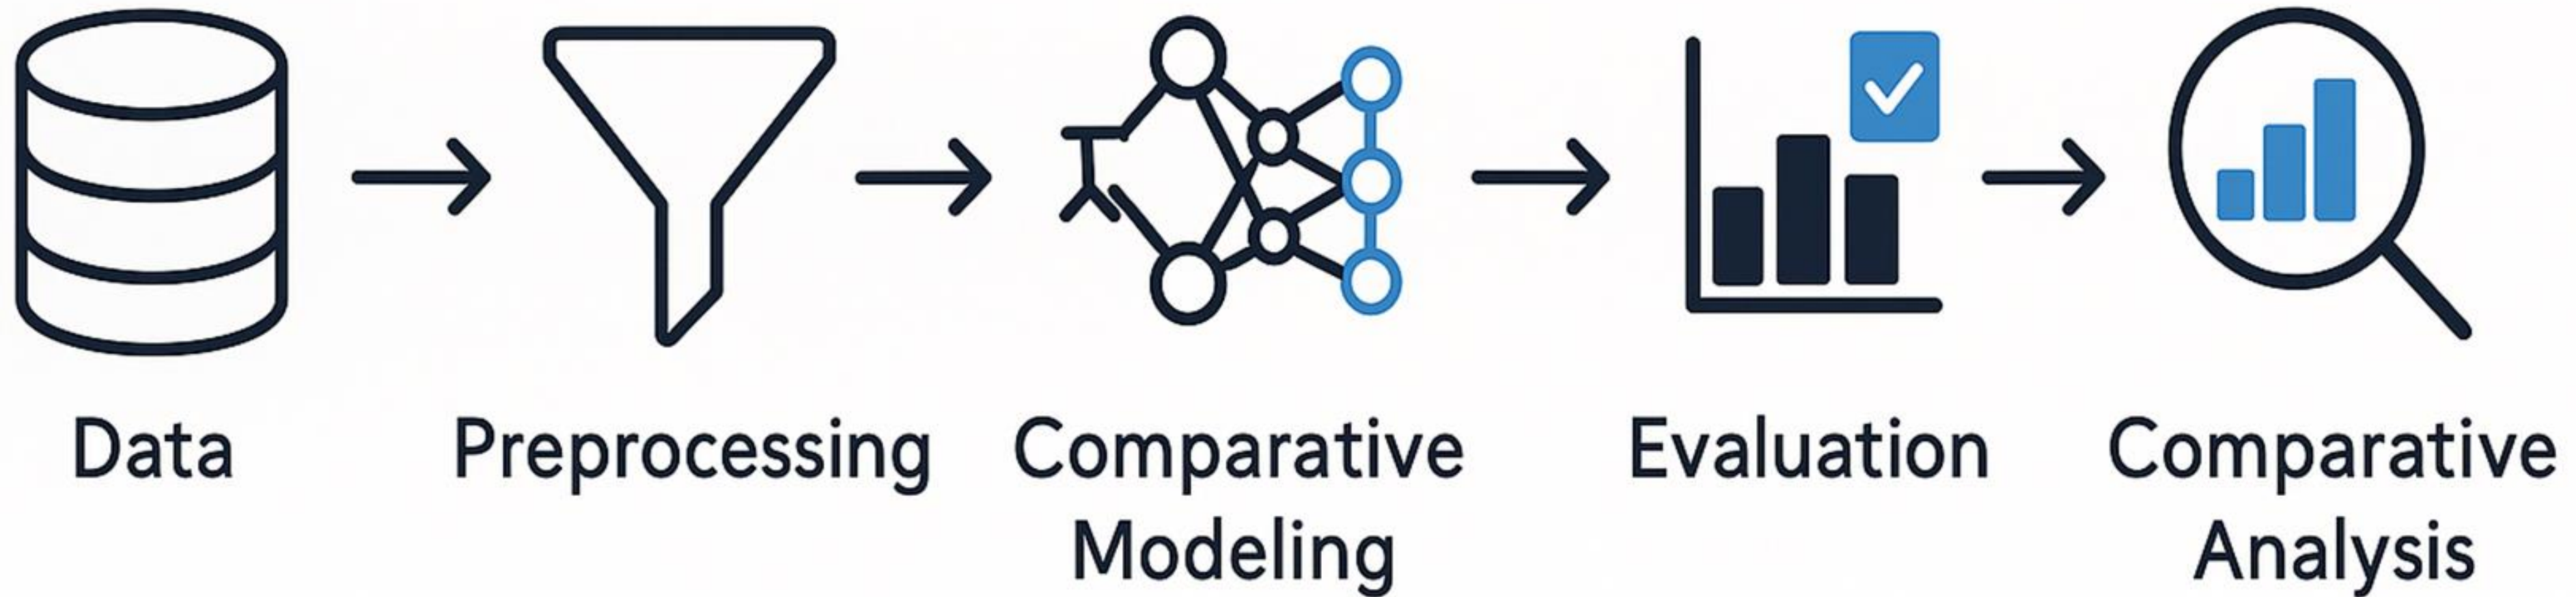 Data
Preprocessing
Comparative
Modeling
Evaluation
Comparative
Analysis